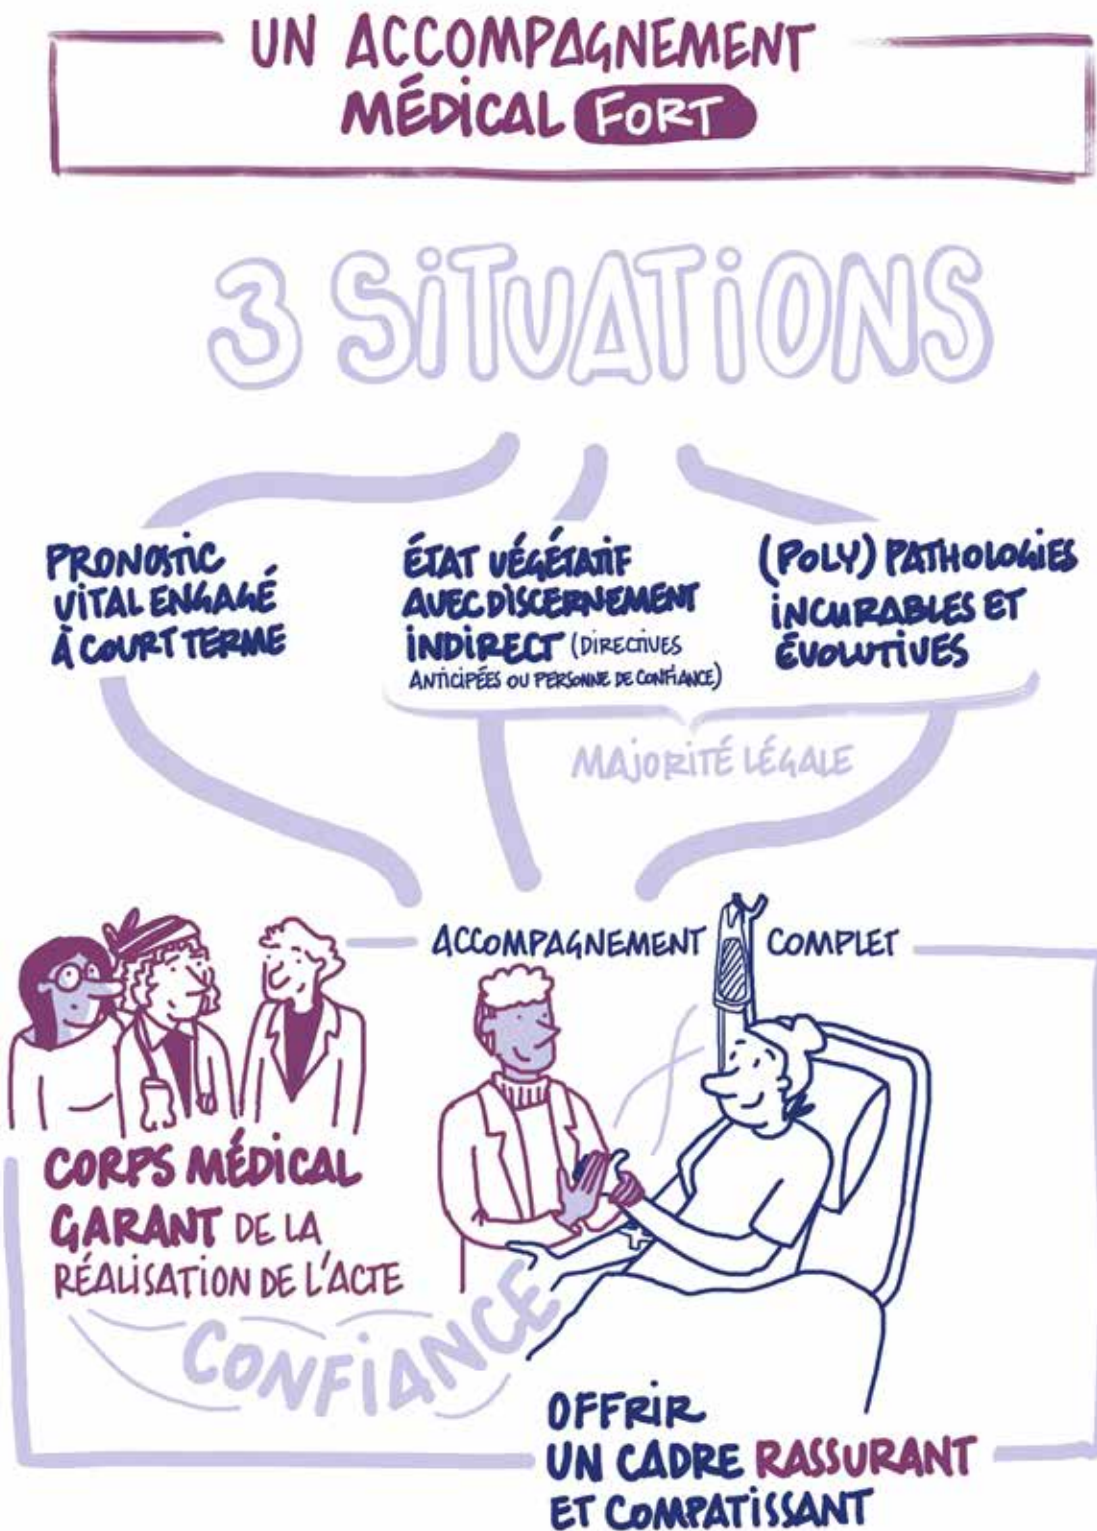 UN ACCOMPAGNEMENT
MÉDICAL FORT
3 SITUATIONS
PRONOSTIC
VITAL ENGAGÉ
À COURT TERME
ÉTAT VÉGÉTATIF
AVEC DISCERNEMENT
INDIRECT (DIRECTIVES
ANTICIPÉES OU PERSONNE DE CONFIANCE)
(POLY) PATHOLOGIES
INCURABLES ET
ÉVOLUTIVES
MAJORITÉ LÉGALE
ACCOMPAGNEMENT COMPLET
CORPS MÉDICAL
GARANT DE LA
RÉALISATION DE L'ACTE
CONFIANCE
OFFRIR
UN CADRE RASSURANT
ET COMPATISSANT